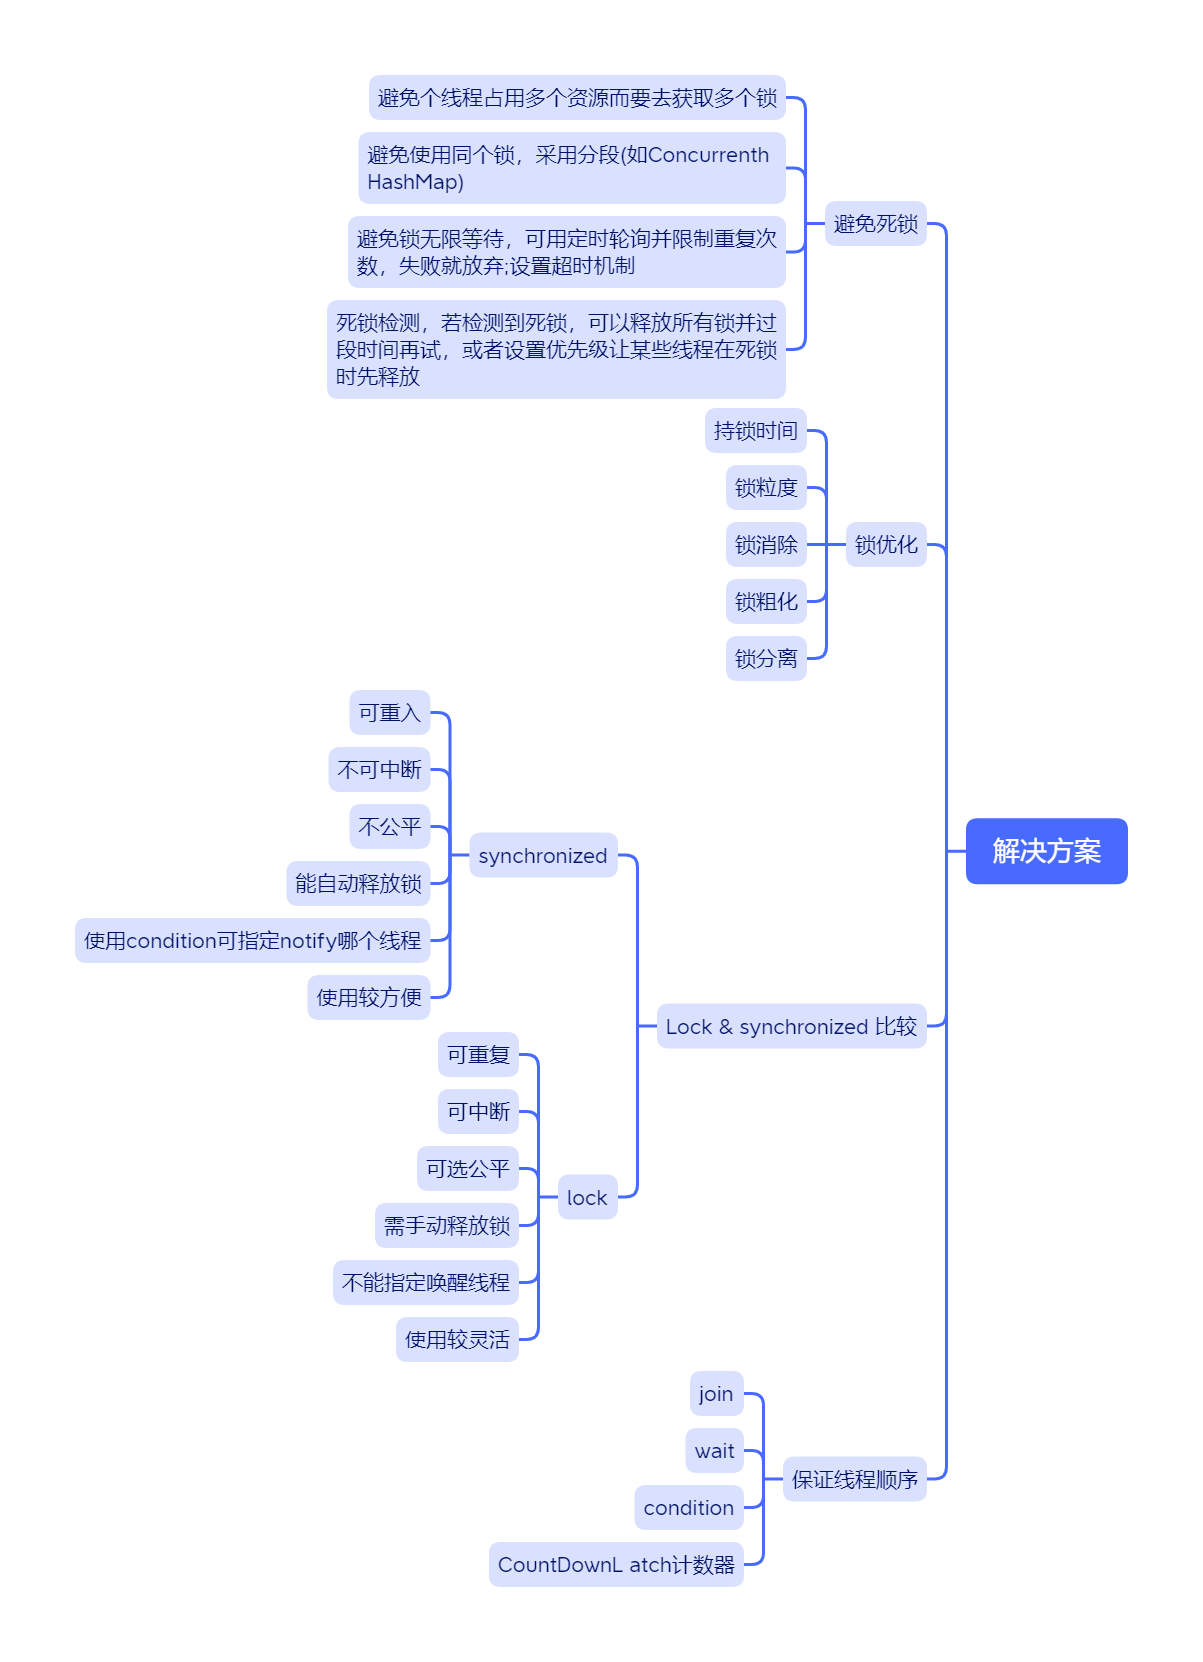 避免个线程占用多个资源而要去获取多个锁
避免使用同个锁，采用分段(如Concurrenth
HashMap)
避免锁无限等待，可用定时轮询并限制重复次
数，失败就放弃;设置超时机制
死锁检测，若检测到死锁，可以释放所有锁并过
段时间再试，或者设置优先级让某些线程在死锁
时先释放
避免死锁
持锁时间
锁粒度
锁消除
锁粗化
锁分离
锁优化
可重入
不可中断
不公平
能自动释放锁
使用condition可指定notify哪个线程
使用较方便
synchronized
可重复
可中断
可选公平
需手动释放锁
不能指定唤醒线程
使用较灵活
lock
Lock & synchronized 比较
join
wait
condition
CountDownL atch计数器
保证线程顺序
解决方案